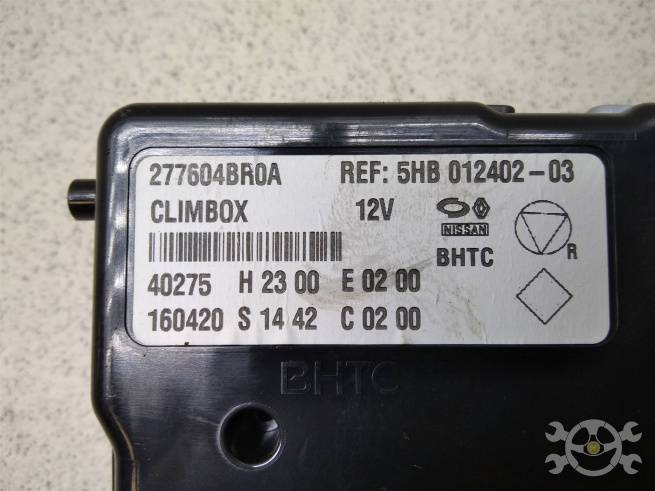 277604BR0A REF: 5HB 012402-03
CLIMBOX 12V
NISSAN
BHTC R
40275 H 23 00 E 02 00
160420 S 14 42 C 02 00
BHTC